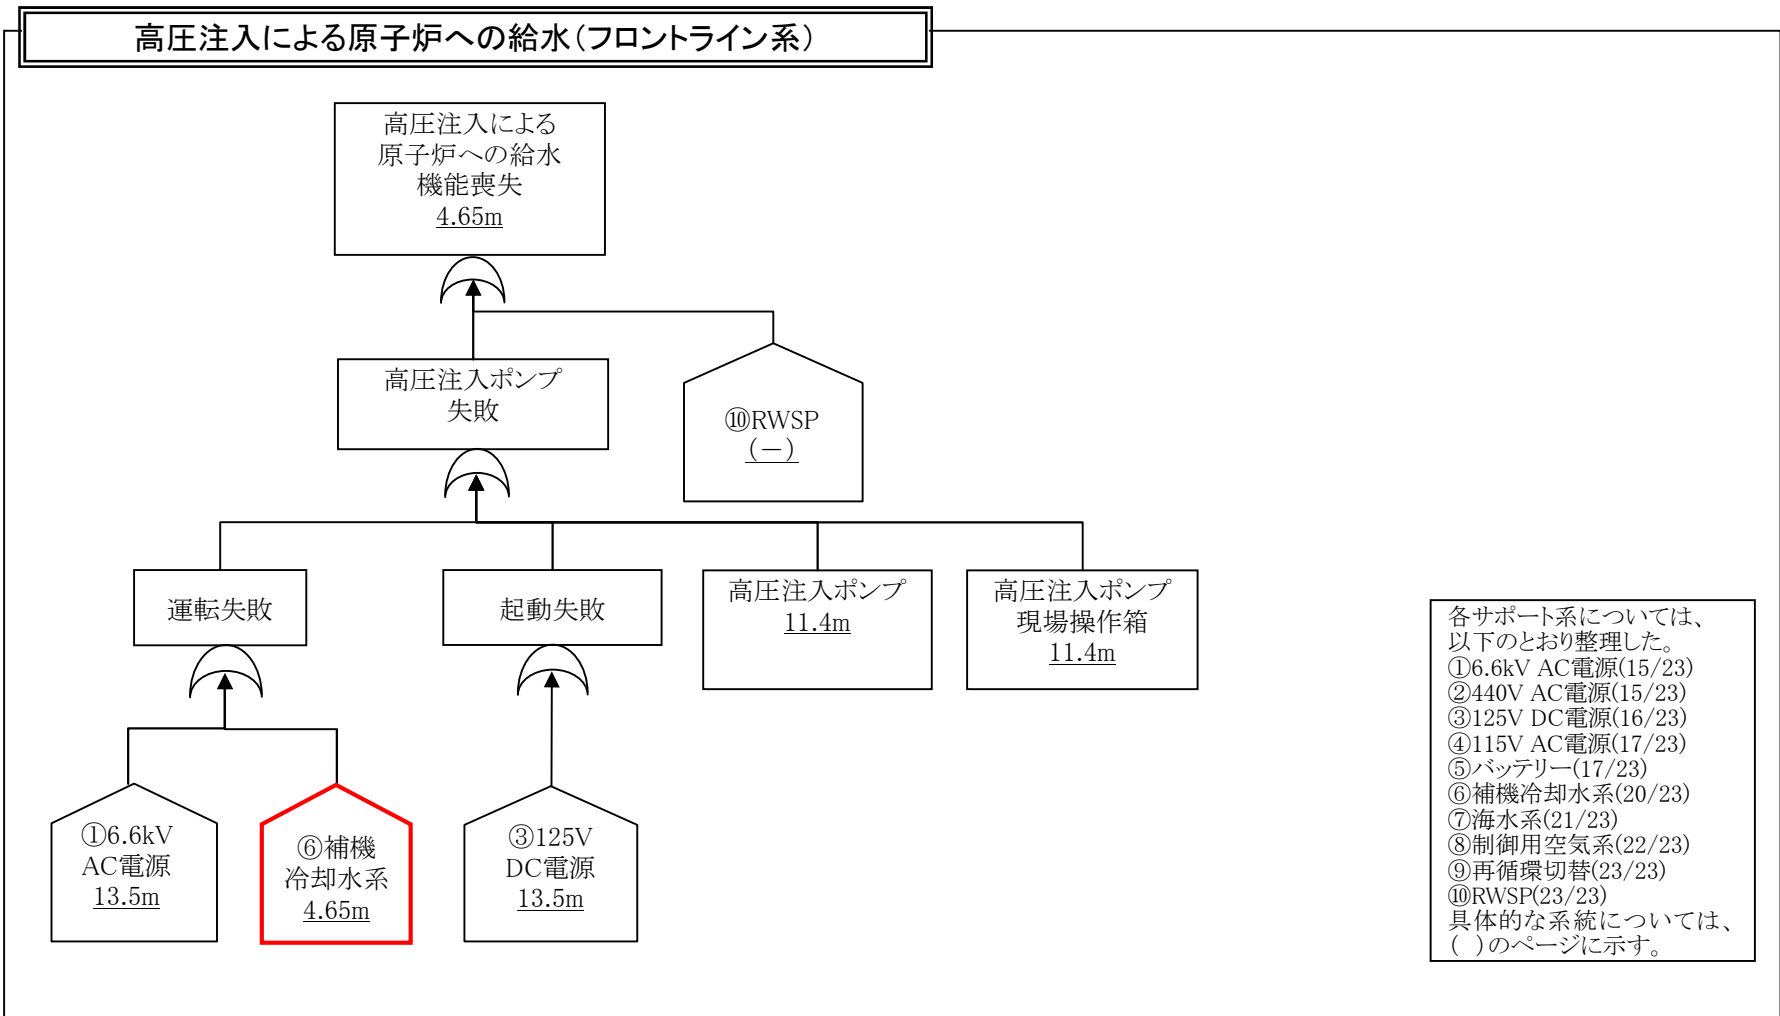 高圧注入による原子炉への給水(フロントライン系)
高圧注入による
原子炉への給水
機能喪失
4.65m
高圧注入ポンプ
失敗
⑩RWSP
(－)
運転失敗
起動失敗
高圧注入ポンプ
11.4m
高圧注入ポンプ
現場操作箱
11.4m
①6.6kV
AC電源
13.5m
⑥補機
冷却水系
4.65m
③125V
DC電源
13.5m
各サポート系については、
以下のとおり整理した。
①6.6kV AC電源(15/23)
②440V AC電源(15/23)
③125V DC電源(16/23)
④115V AC電源(17/23)
⑤バッテリー(17/23)
⑥補機冷却水系(20/23)
⑦海水系(21/23)
⑧制御用空気系(22/23)
⑨再循環切替(23/23)
⑩RWSP(23/23)
具体的な系統については、
( )のページに示す。